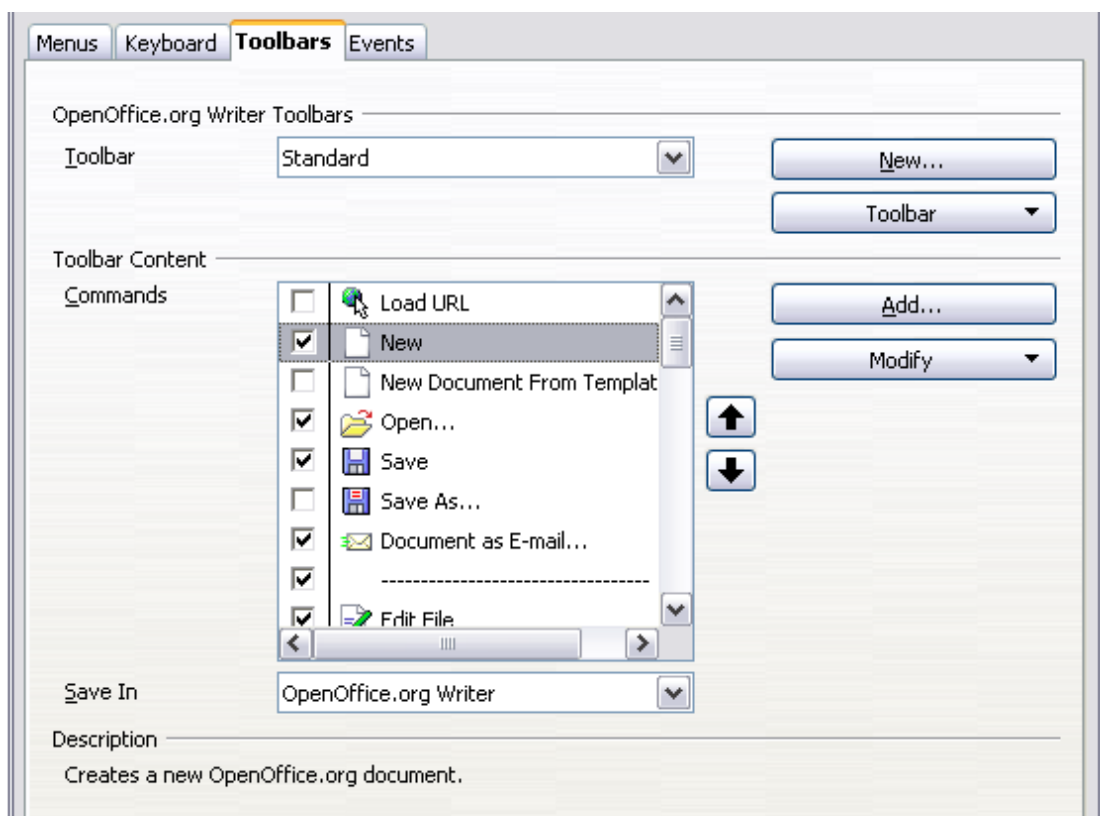 Menus Keyboard Toolbars Events
OpenOffice.org Writer Toolbars
Toolbar Standard New...
Toolbar
Toolbar Content
Commands Load URL Add...
New
Modify
New Document From Templat
Open...
Save
Save As...
Document as E-mail...
---------------------------------
Edit File
Save In OpenOffice.org Writer
Description
Creates a new OpenOffice.org document.